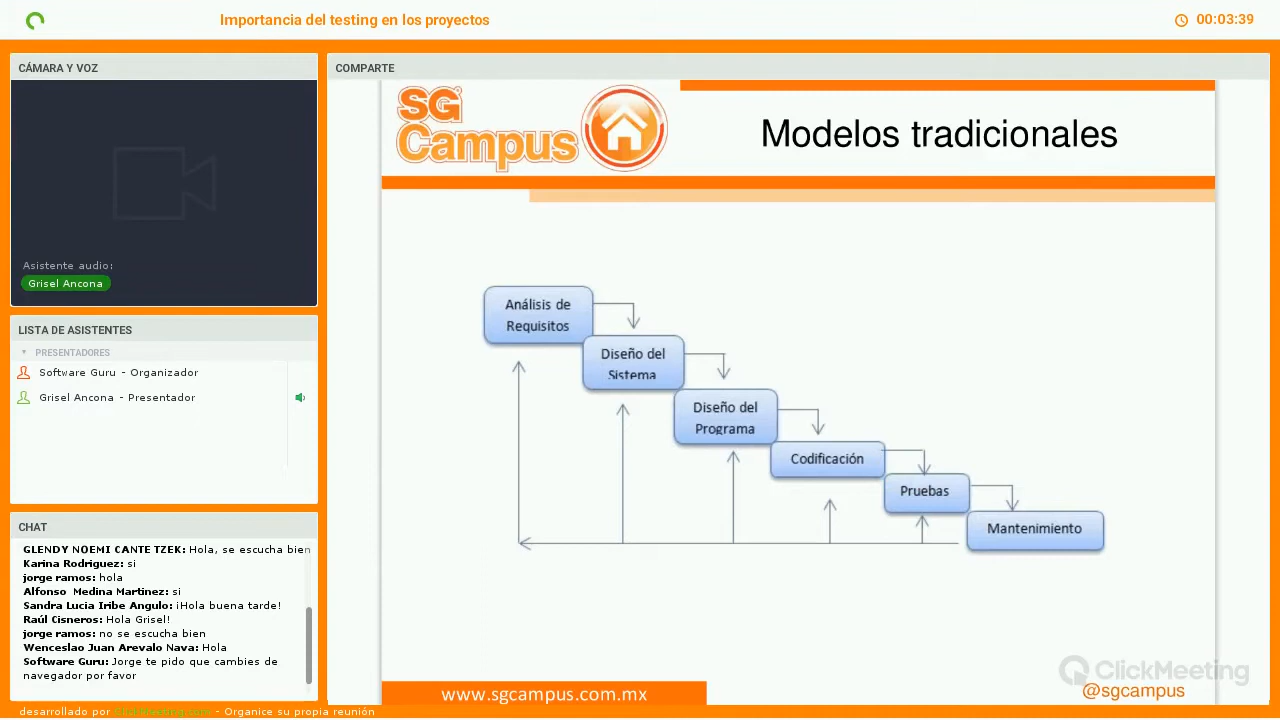 Importancia del testing en los proyectos
00:03:39
CÁMARA Y VOZ
Asistente audio:
Grisel Ancona
LISTA DE ASISTENTES
PRESENTADORES
Software Guru - Organizador
Grisel Ancona - Presentador
CHAT
GLENDY NOEMI CANTE TZEK: Hola, se escucha bien
Karina Rodriguez: si
jorge ramos: hola
Alfonso Medina Martinez: si
Sandra Lucia Iribe Angulo: ¡Hola buena tarde!
Raúl Cisneros: Hola Grisel!
jorge ramos: no se escucha bien
Wenceslao Juan Arevalo Nava: Hola
Software Guru: Jorge te pido que cambies de
navegador por favor
desarrollado por ClickMeeting.com - Organice su propia reunión
COMPARTE
SG
Campus
Modelos tradicionales
Análisis de
Requisitos
Diseño del
Sistema
Diseño del
Programa
Codificación
Pruebas
Mantenimiento
www.sgcampus.com.mx
ClickMeeting
@sgcampus